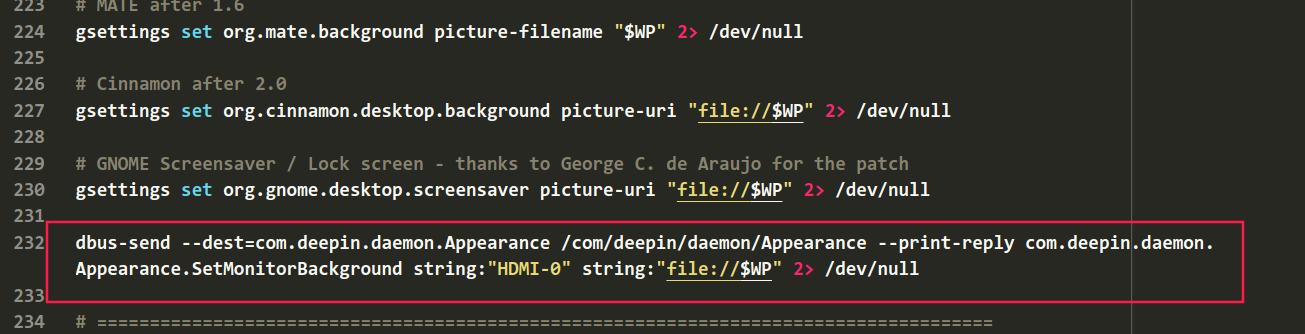 223 # MATE after 1.6
224 gsettings set org.mate.background picture-filename "$WP" 2> /dev/null
225
226 # Cinnamon after 2.0
227 gsettings set org.cinnamon.desktop.background picture-uri "file://$WP" 2> /dev/null
228
229 # GNOME Screensaver / Lock screen - thanks to George C. de Araujo for the patch
230 gsettings set org.gnome.desktop.screensaver picture-uri "file://$WP" 2> /dev/null
231
232 dbus-send --dest=com.deepin.daemon.Appearance /com/deepin/daemon/Appearance --print-reply com.deepin.daemon.
Appearance.SetMonitorBackground string:"HDMI-0" string:"file://$WP" 2> /dev/null
233
234 # =====================================================================================